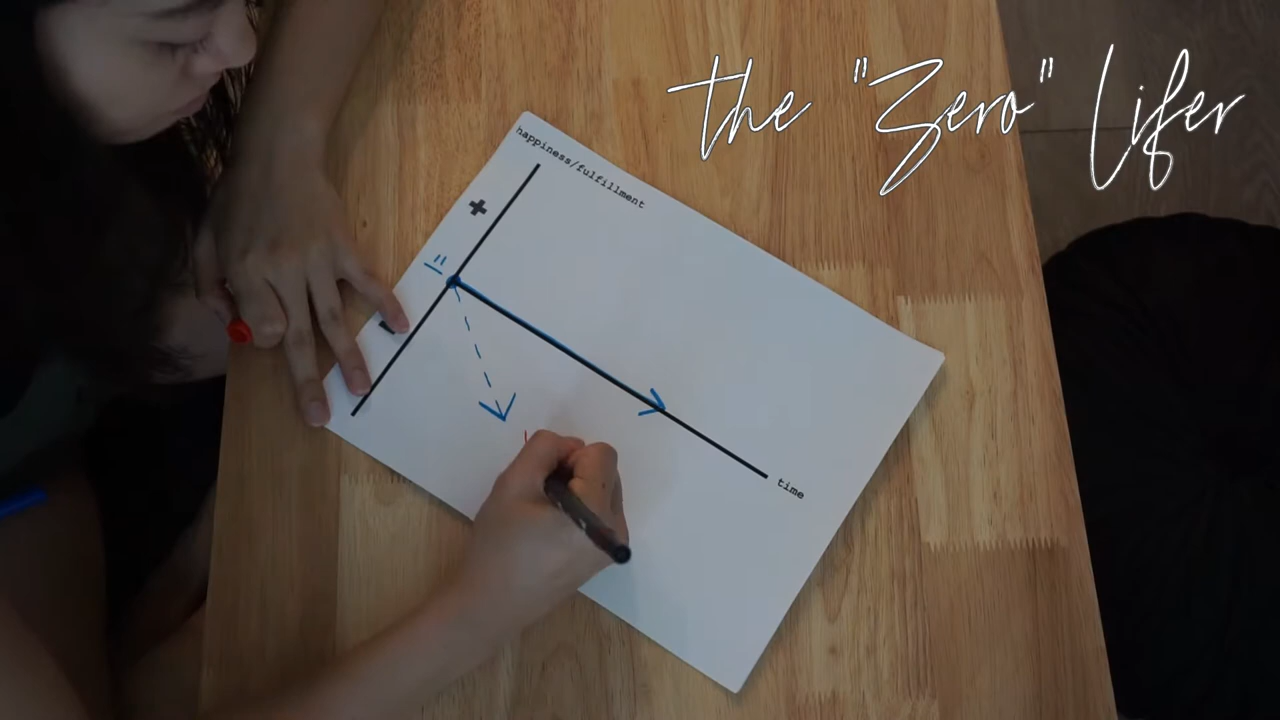 the "Zero" Lifer
happiness/fulfillment
+
-
time